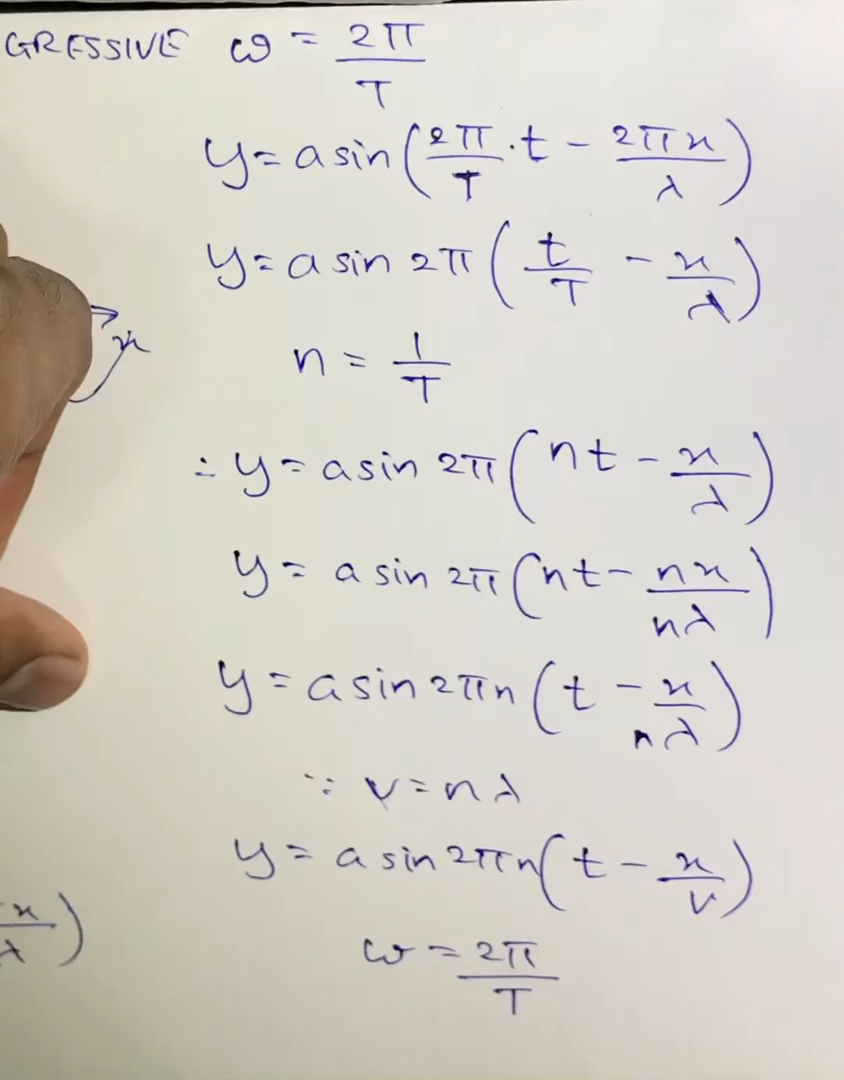 GRESSIVE ω = 2π/T
y = a sin (2π/T . t - 2πx/λ)
y = a sin 2π (t/T - x/λ)
x
n = 1/T
∴ y = a sin 2π (nt - x/λ)
y = a sin 2π (nt - nx/nλ)
y = a sin 2πn (t - x/nλ)
∵ v = nλ
y = a sin 2πn (t - x/v)
- x/λ)
ω = 2π/T